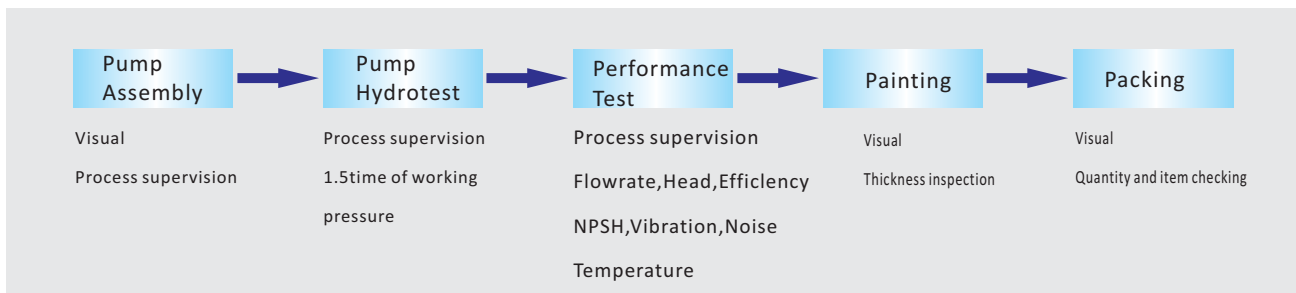 Pump
Assembly
Visual
Process supervision
Pump
Hydrotest
Process supervision
1.5time of working
pressure
Performance
Test
Process supervision
Flowrate,Head,Efficlency
NPSH,Vibration,Noise
Temperature
Painting
Visual
Thickness inspection
Packing
Visual
Quantity and item checking